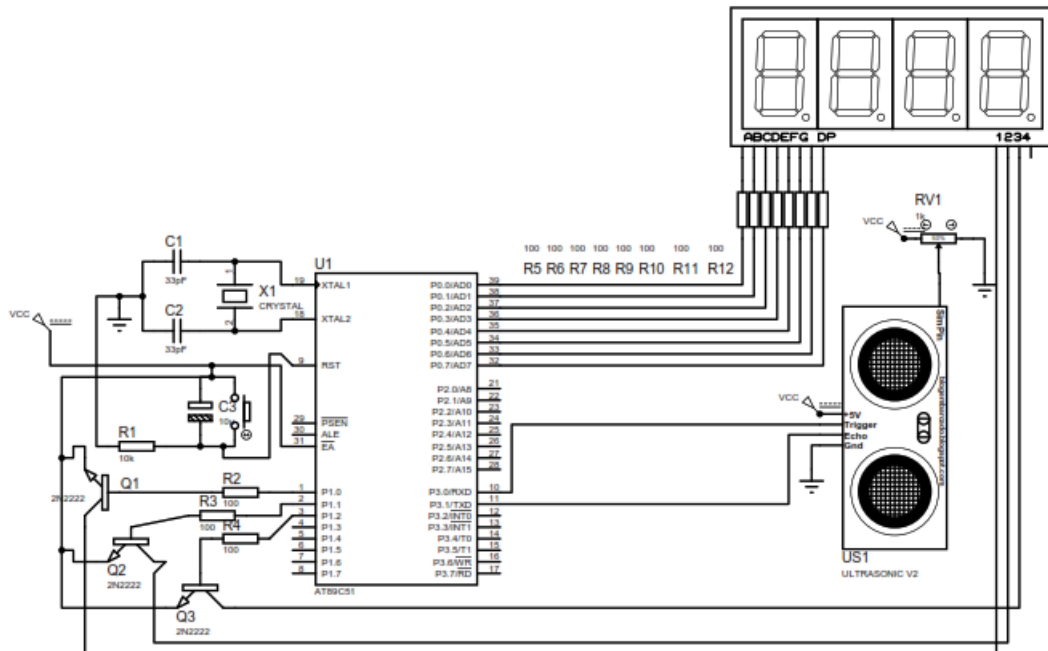 ABCDEFG DP
1234
RV1
1k
VCC
50%
100 100 100 100 100 100 100 100
R5 R6 R7 R8 R9 R10 R11 R12
C1
33pF
C2
33pF
1
2
X1
CRYSTAL
VCC
C3
10u
R1
10k
U1
19 XTAL1
18 XTAL2
9 RST
29 PSEN
30 ALE
31 EA
1 P1.0
2 P1.1
3 P1.2
4 P1.3
5 P1.4
6 P1.5
7 P1.6
8 P1.7
P0.0/AD0 39
P0.1/AD1 38
P0.2/AD2 37
P0.3/AD3 36
P0.4/AD4 35
P0.5/AD5 34
P0.6/AD6 33
P0.7/AD7 32
P2.0/A8 21
P2.1/A9 22
P2.2/A10 23
P2.3/A11 24
P2.4/A12 25
P2.5/A13 26
P2.6/A14 27
P2.7/A15 28
P3.0/RXD 10
P3.1/TXD 11
P3.2/INT0 12
P3.3/INT1 13
P3.4/T0 14
P3.5/T1 15
P3.6/WR 16
P3.7/RD 17
AT89C51
Q1
2N2222
R2
100
R3
100
R4
100
Q2
2N2222
Q3
2N2222
VCC
SimPin
+5V
Trigger
Echo
Gnd
US1
ULTRASONIC V2